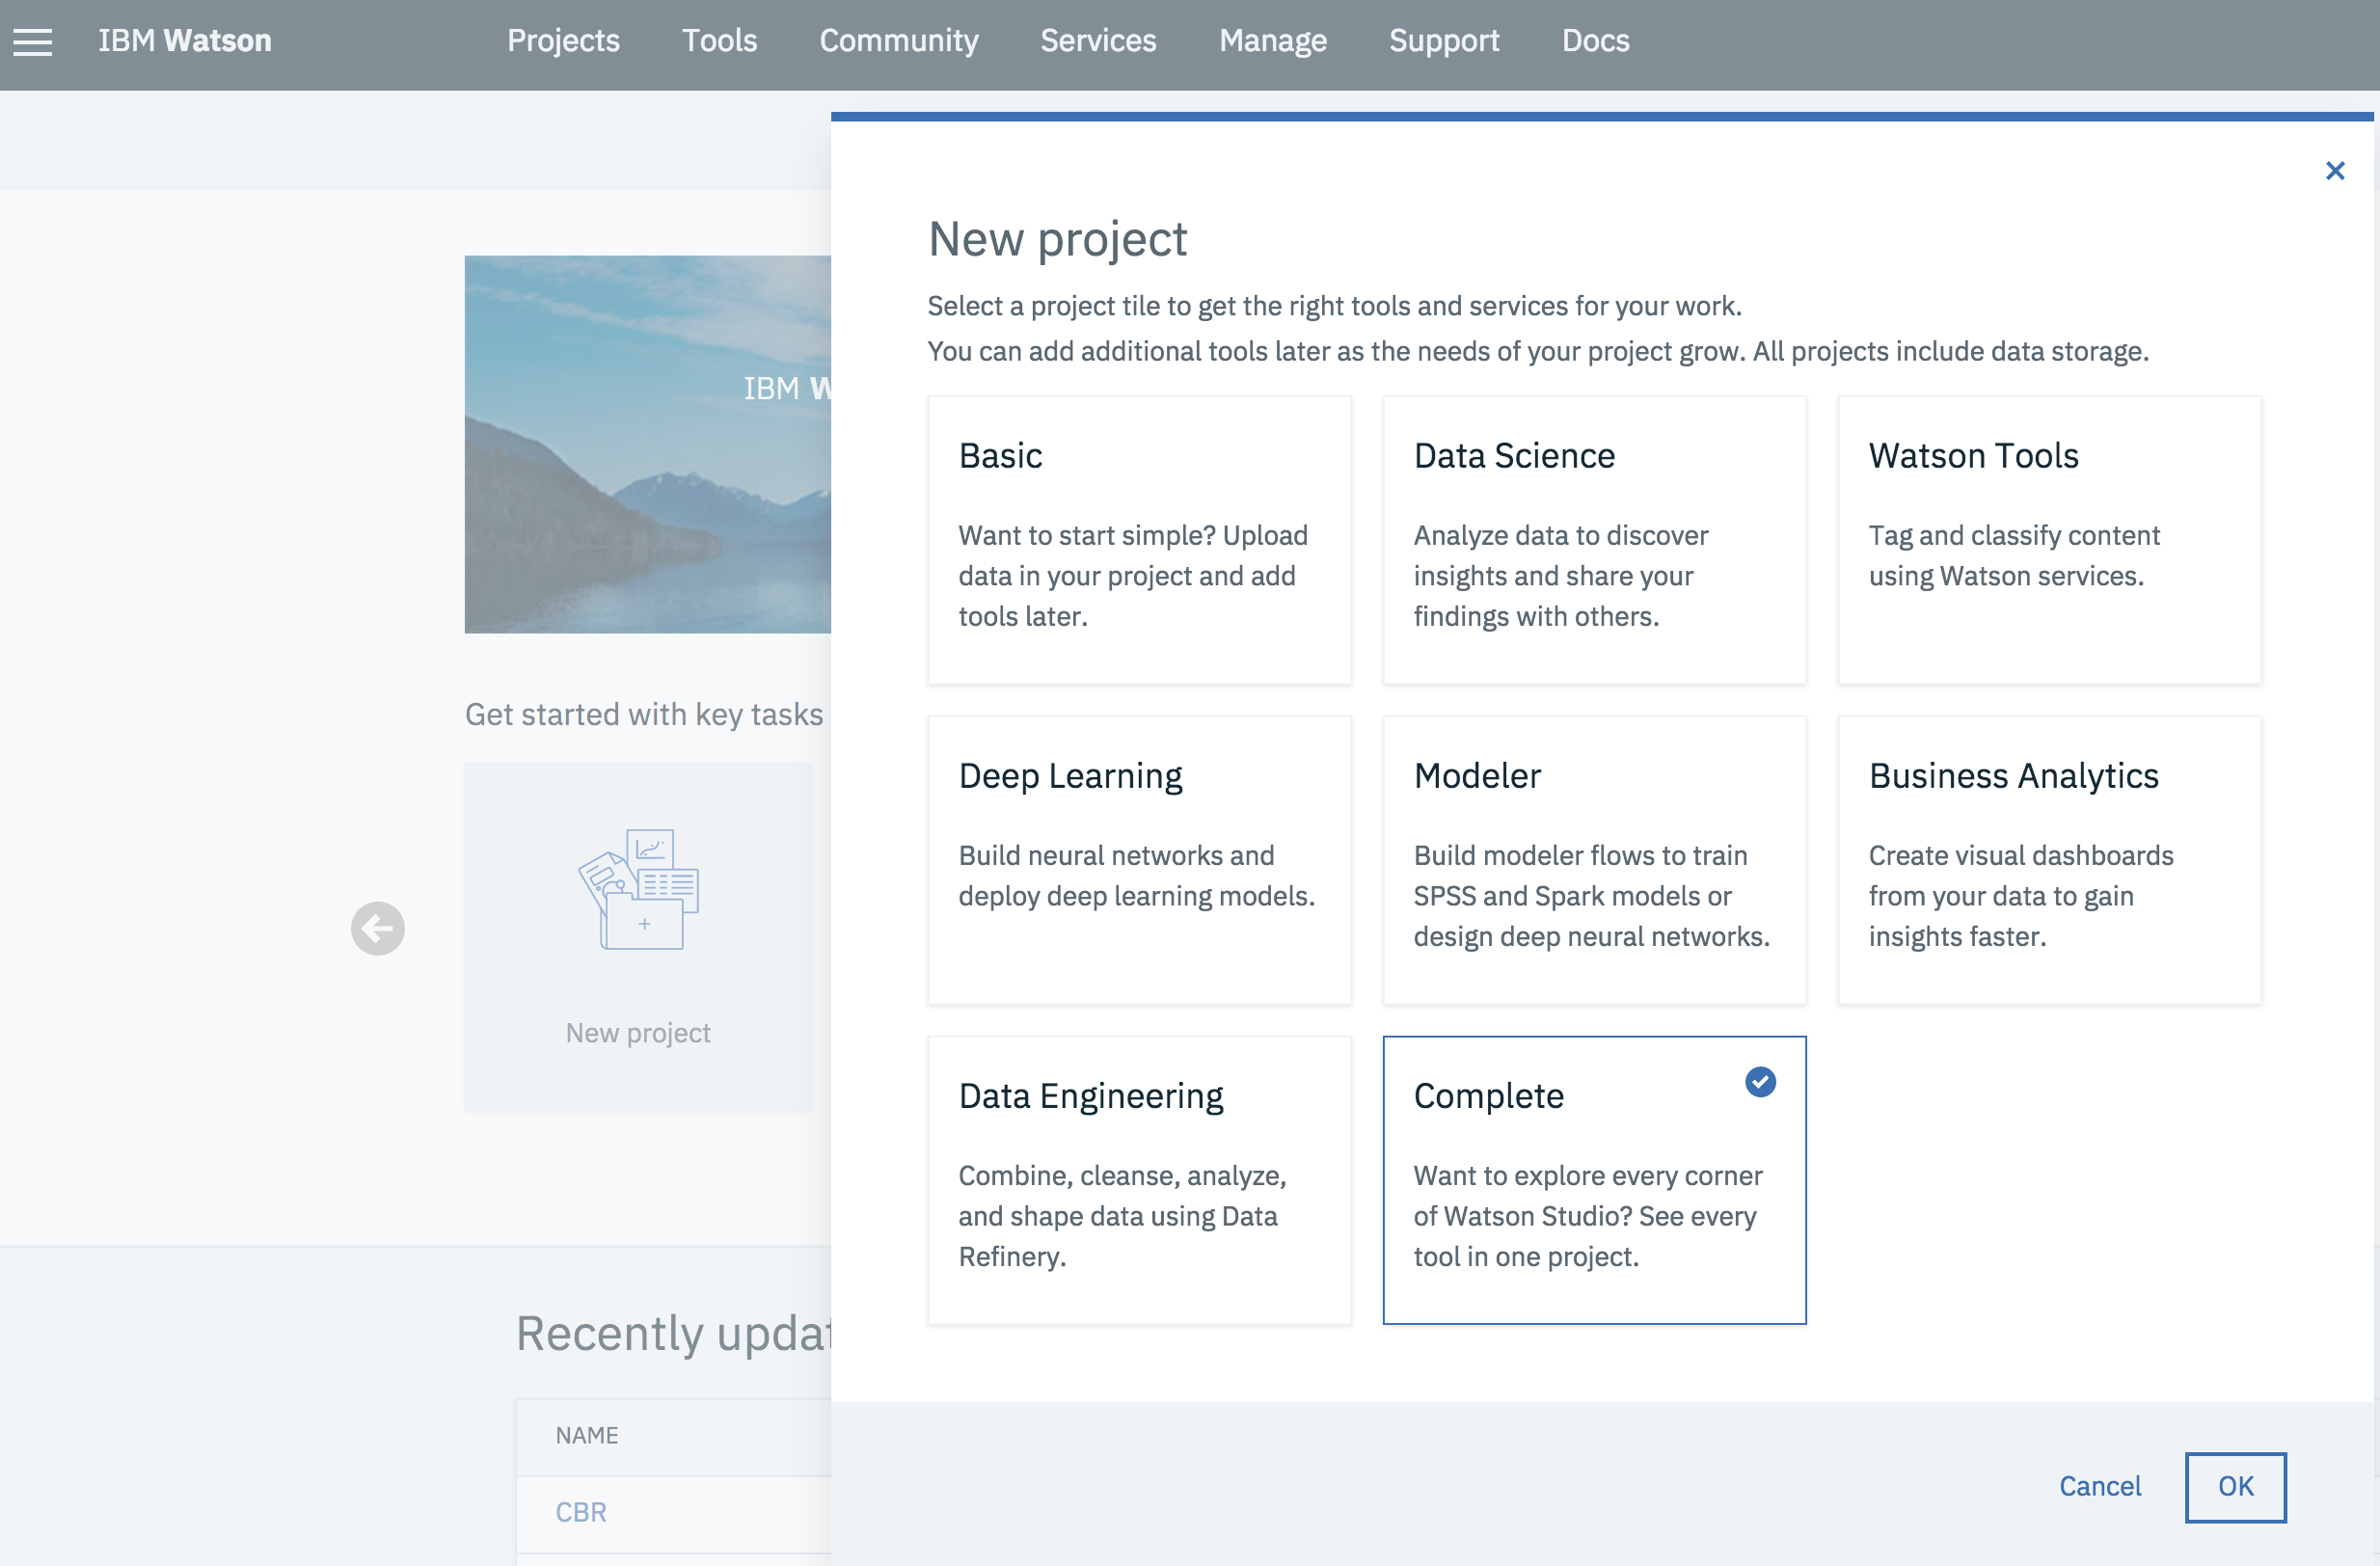 IBM Watson
Projects
Tools
Community
Services
Manage
Support
Docs
IBM W
Get started with key tasks
New project
Recently updat
NAME
CBR
New project
Select a project tile to get the right tools and services for your work.
You can add additional tools later as the needs of your project grow. All projects include data storage.
Basic
Want to start simple? Upload
data in your project and add
tools later.
Data Science
Analyze data to discover
insights and share your
findings with others.
Watson Tools
Tag and classify content
using Watson services.
Deep Learning
Build neural networks and
deploy deep learning models.
Modeler
Build modeler flows to train
SPSS and Spark models or
design deep neural networks.
Business Analytics
Create visual dashboards
from your data to gain
insights faster.
Data Engineering
Combine, cleanse, analyze,
and shape data using Data
Refinery.
Complete
Want to explore every corner
of Watson Studio? See every
tool in one project.
Cancel
OK